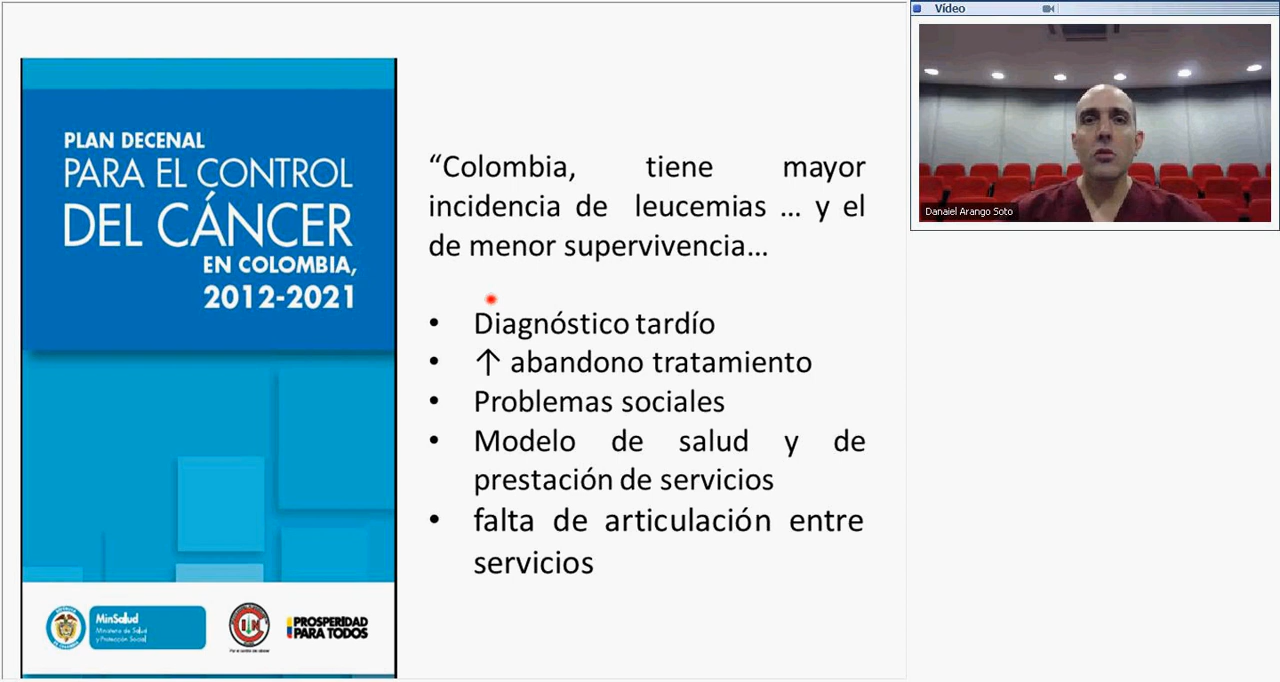 PLAN DECENAL
PARA EL CONTROL
DEL CÁNCER
EN COLOMBIA,
2012-2021
MinSalud
Ministerio de Salud
y Protección Social
PROSPERIDAD
PARA TODOS
“Colombia, tiene mayor
incidencia de leucemias ... y el
de menor supervivencia...
• Diagnóstico tardío
• ↑ abandono tratamiento
• Problemas sociales
• Modelo de salud y de
prestación de servicios
• falta de articulación entre
servicios
Vídeo
Danaiel Arango Soto